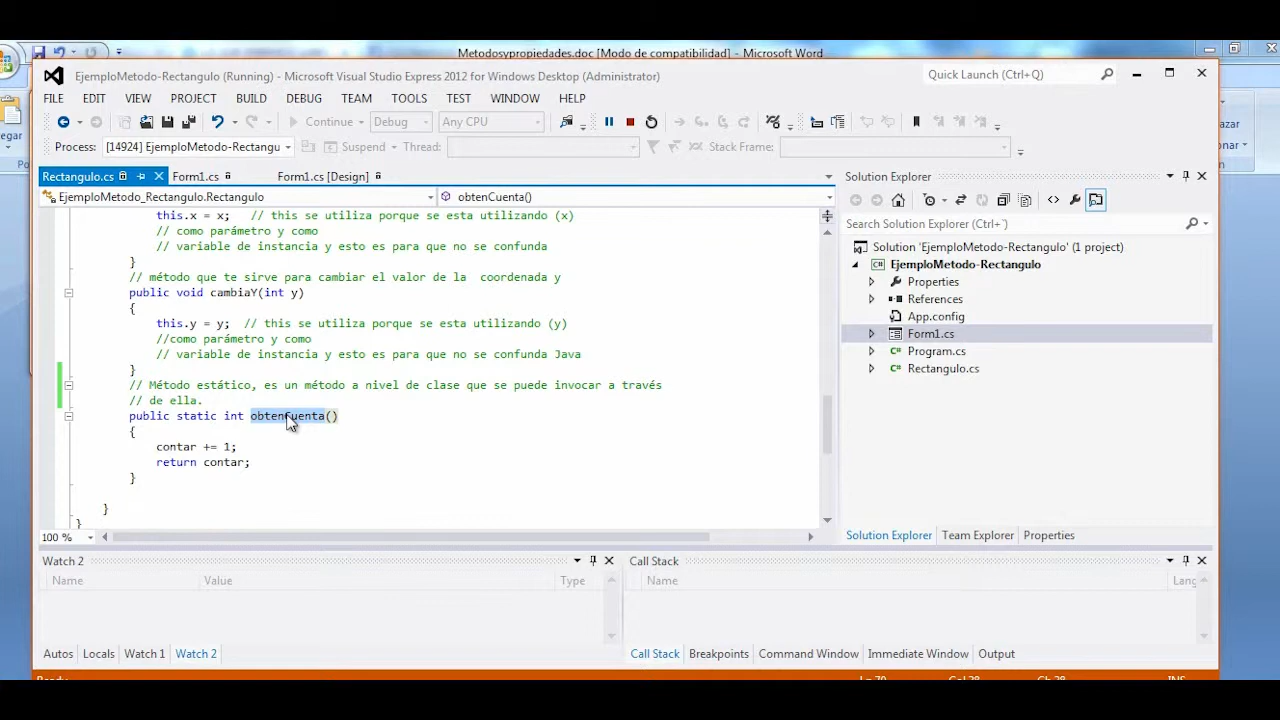 Metodosypropiedades.doc [Modo de compatibilidad] - Microsoft Word
EjemploMetodo-Rectangulo (Running) - Microsoft Visual Studio Express 2012 for Windows Desktop (Administrator)
Quick Launch (Ctrl+Q)
FILE EDIT VIEW PROJECT BUILD DEBUG TEAM TOOLS TEST WINDOW HELP
Continue Debug Any CPU
Process: [14924] EjemploMetodo-Rectangu Suspend Thread: Stack Frame:
Rectangulo.cs Form1.cs Form1.cs [Design]
EjemploMetodo_Rectangulo.Rectangulo obtenCuenta()
this.x = x; // this se utiliza porque se esta utilizando (x)
// como parámetro y como
// variable de instancia y esto es para que no se confunda
}
// método que te sirve para cambiar el valor de la coordenada y
public void cambiaY(int y)
{
this.y = y; // this se utiliza porque se esta utilizando (y)
//como parámetro y como
// variable de instancia y esto es para que no se confunda Java
}
// Método estático, es un método a nivel de clase que se puede invocar a través
// de ella.
public static int obtenCuenta()
{
contar += 1;
return contar;
}
}
}
100 %
Solution Explorer
Search Solution Explorer (Ctrl+`)
Solution 'EjemploMetodo-Rectangulo' (1 project)
EjemploMetodo-Rectangulo
Properties
References
App.config
Form1.cs
Program.cs
Rectangulo.cs
Solution Explorer Team Explorer Properties
Watch 2
Name Value Type
Autos Locals Watch 1 Watch 2
Call Stack
Name Lang
Call Stack Breakpoints Command Window Immediate Window Output